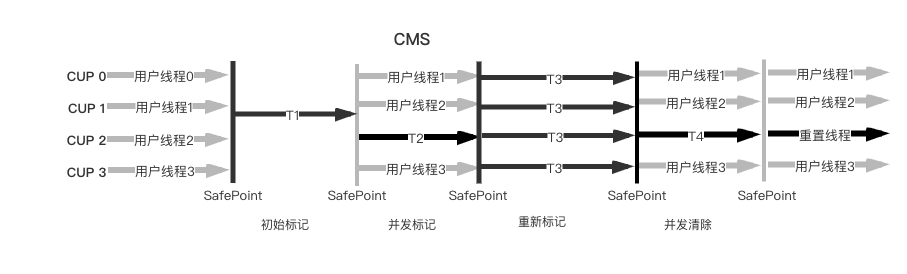 CMS
CUP 0 用户线程0 用户线程1 T3 用户线程1 用户线程1
CUP 1 用户线程1 T1 用户线程2 T3 用户线程2 用户线程2
CUP 2 用户线程2 T2 T3 T4 重置线程
CUP 3 用户线程3 用户线程3 T3 用户线程3 用户线程3
SafePoint SafePoint SafePoint SafePoint SafePoint
初始标记 并发标记 重新标记 并发清除